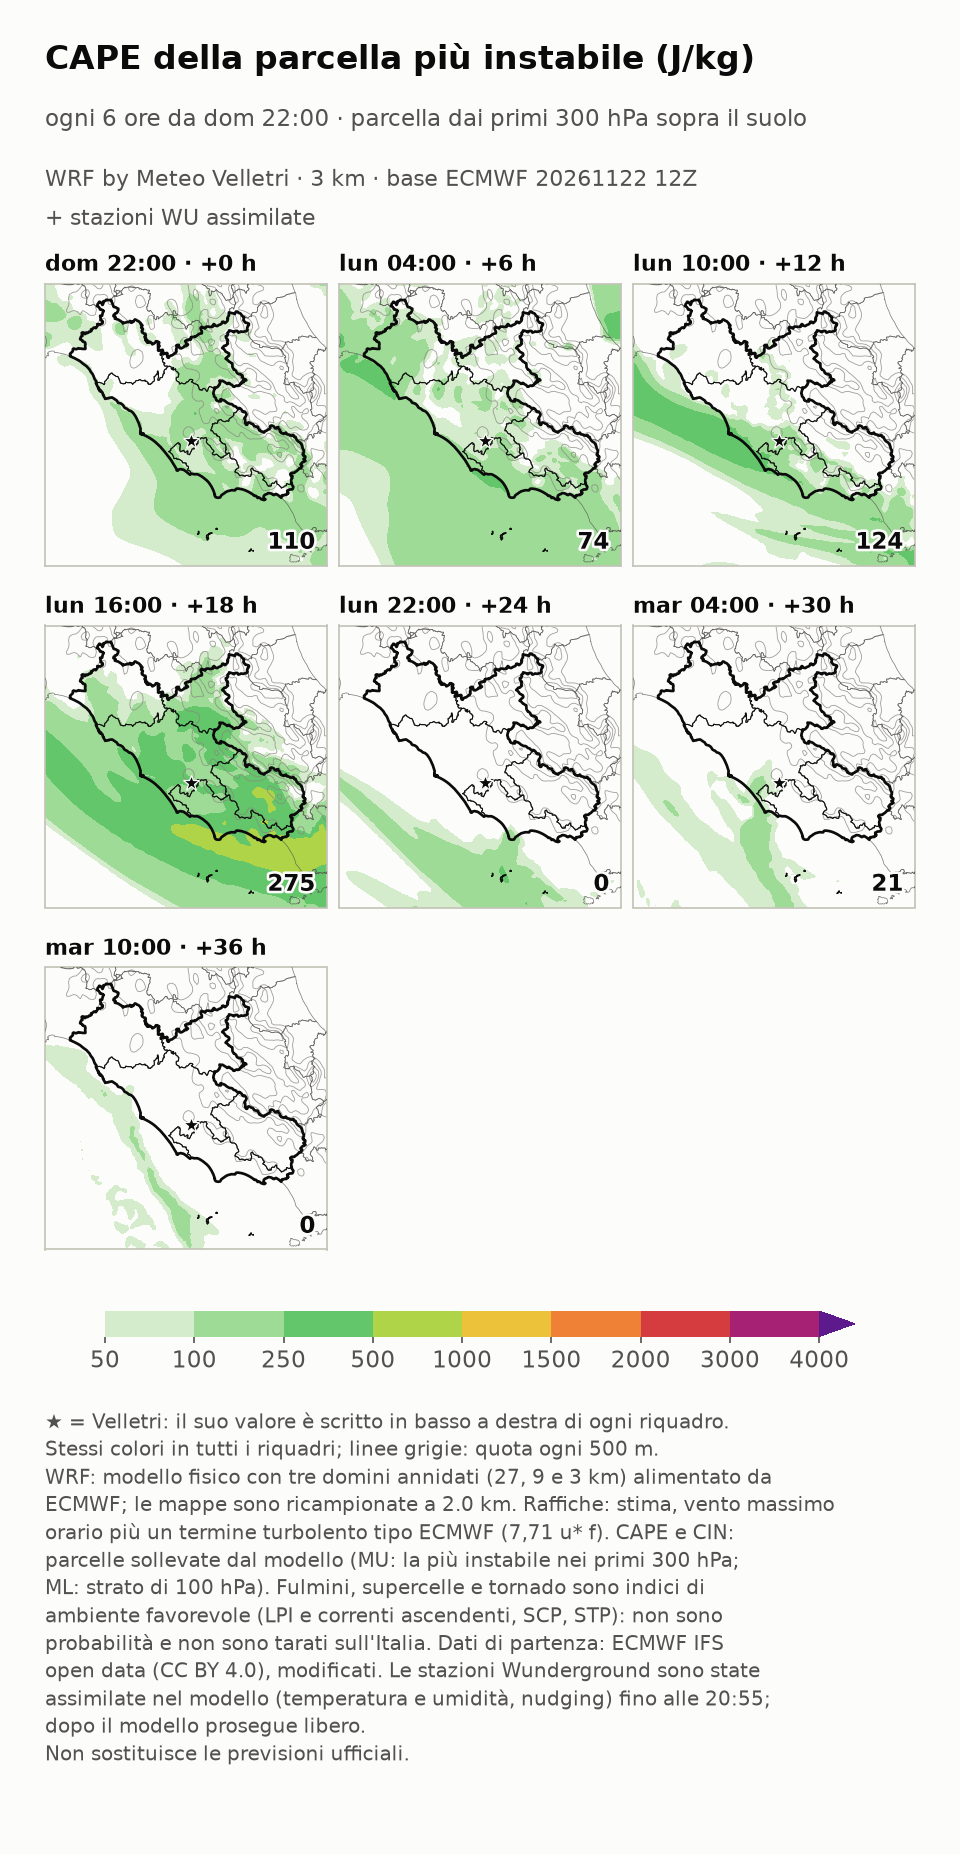 CAPE della parcella più instabile (J/kg)
ogni 6 ore da dom 22:00 · parcella dai primi 300 hPa sopra il suolo
WRF by Meteo Velletri · 3 km · base ECMWF 20261122 12Z
+ stazioni WU assimilate
dom 22:00 · +0 h
lun 04:00 · +6 h
lun 10:00 · +12 h
110
74
124
lun 16:00 · +18 h
lun 22:00 · +24 h
mar 04:00 · +30 h
275
0
21
mar 10:00 · +36 h
0
50 100 250 500 1000 1500 2000 3000 4000
★ = Velletri: il suo valore è scritto in basso a destra di ogni riquadro.
Stessi colori in tutti i riquadri; linee grigie: quota ogni 500 m.
WRF: modello fisico con tre domini annidati (27, 9 e 3 km) alimentato da
ECMWF; le mappe sono ricampionate a 2.0 km. Raffiche: stima, vento massimo
orario più un termine turbolento tipo ECMWF (7,71 u* f). CAPE e CIN:
parcelle sollevate dal modello (MU: la più instabile nei primi 300 hPa;
ML: strato di 100 hPa). Fulmini, supercelle e tornado sono indici di
ambiente favorevole (LPI e correnti ascendenti, SCP, STP): non sono
probabilità e non sono tarati sull'Italia. Dati di partenza: ECMWF IFS
open data (CC BY 4.0), modificati. Le stazioni Wunderground sono state
assimilate nel modello (temperatura e umidità, nudging) fino alle 20:55;
dopo il modello prosegue libero.
Non sostituisce le previsioni ufficiali.